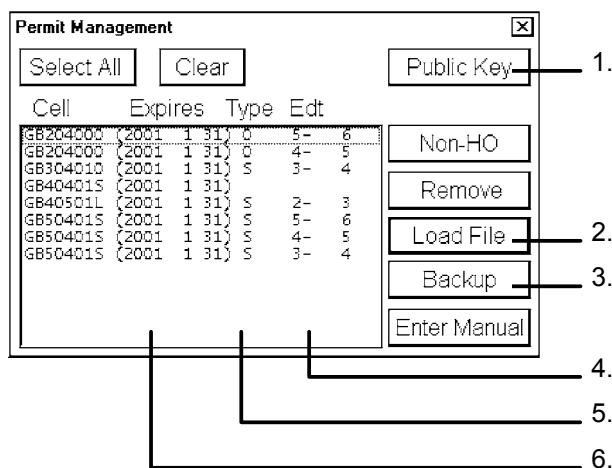 Permit Management
Select All Clear Public Key 1.
Cell Expires Type Edt
GB204000 (2001 1 31) 0 5- 6
GB204000 (2001 1 31) 0 4- 5
GB304010 (2001 1 31) S 3- 4
GB40401S (2001 1 31)
GB40501L (2001 1 31) S 2- 3
GB50401S (2001 1 31) S 5- 6
GB50401S (2001 1 31) S 4- 5
GB50401S (2001 1 31) S 3- 4
Non-HO
Remove
Load File 2.
Backup 3.
Enter Manual
4.
5.
6.